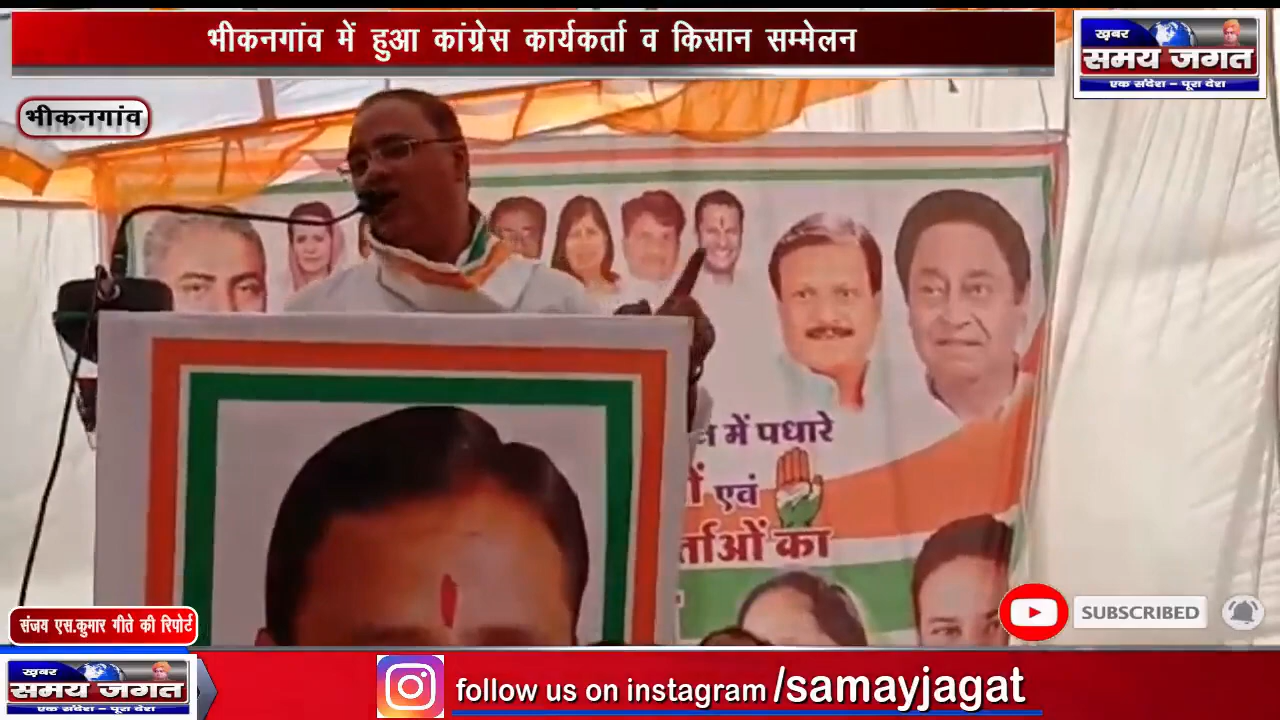 भीकनगांव में हुआ कांग्रेस कार्यकर्ता व किसान सम्मेलन
ख़बर
समय जगत
एक संदेश – पूरा देश
भीकनगांव
में पधारे
एवं
का
संजय एस.कुमार गीते की रिपोर्ट
SUBSCRIBED
ख़बर
समय जगत
एक संदेश – पूरा देश
follow us on instagram /samayjagat